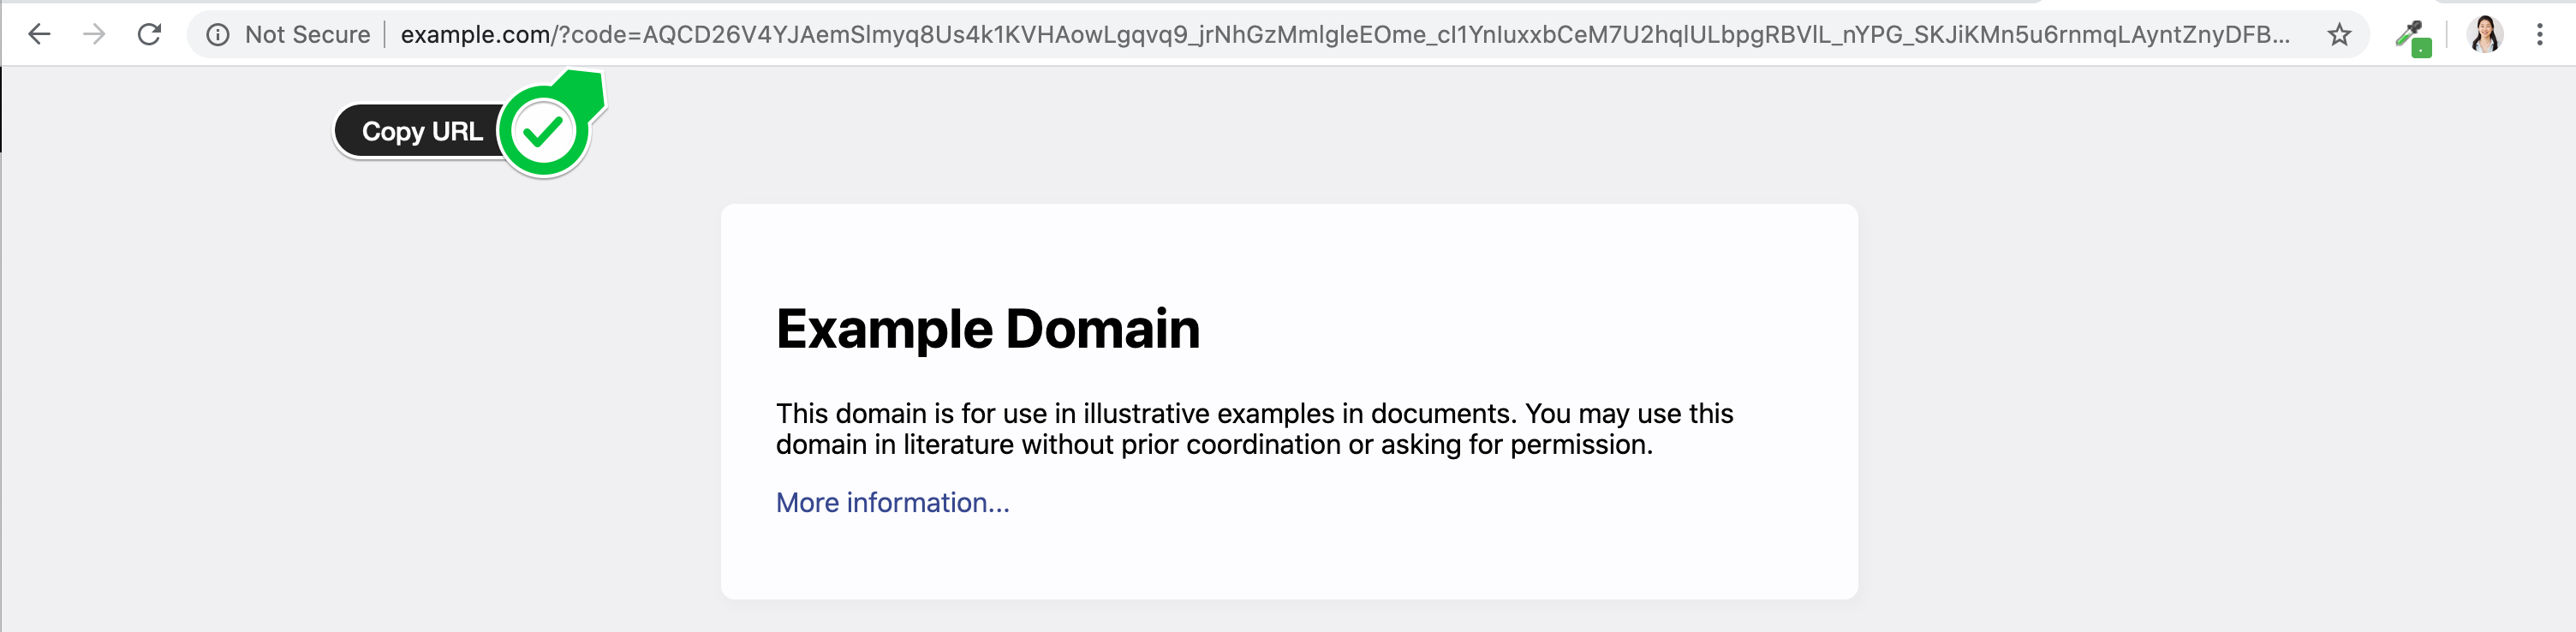 Not Secure | example.com/?code=AQCD26V4YJAemSlmyq8Us4k1KVHAowLgqvq9_jrNhGzMmlgIeEOme_cl1YnIuxxbCeM7U2hqlULbpgRBVlL_nYPG_SKJiKMn5u6rnmqLAyntZnyDFB...
Copy URL
Example Domain
This domain is for use in illustrative examples in documents. You may use this
domain in literature without prior coordination or asking for permission.
More information...